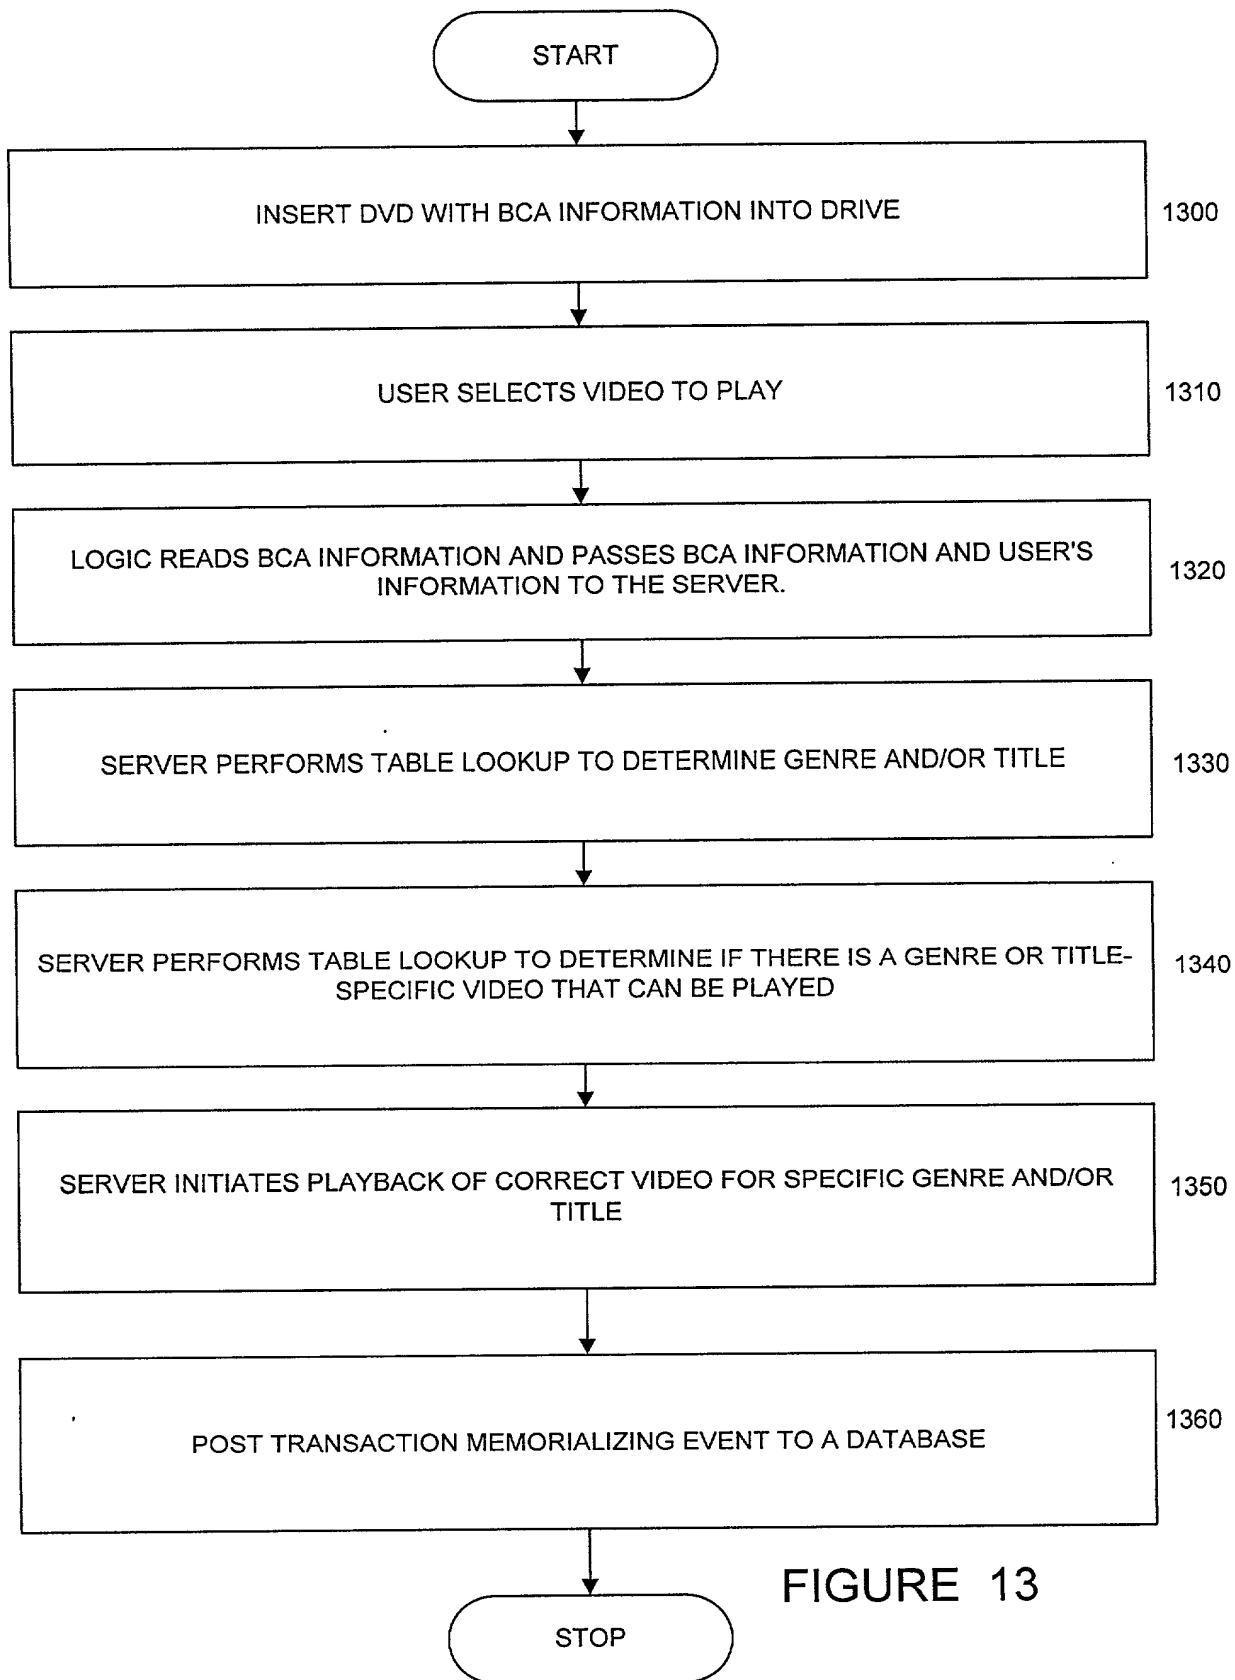 START
INSERT DVD WITH BCA INFORMATION INTO DRIVE
1300
USER SELECTS VIDEO TO PLAY
1310
LOGIC READS BCA INFORMATION AND PASSES BCA INFORMATION AND USER'S
INFORMATION TO THE SERVER.
1320
SERVER PERFORMS TABLE LOOKUP TO DETERMINE GENRE AND/OR TITLE
1330
SERVER PERFORMS TABLE LOOKUP TO DETERMINE IF THERE IS A GENRE OR TITLE-
SPECIFIC VIDEO THAT CAN BE PLAYED
1340
SERVER INITIATES PLAYBACK OF CORRECT VIDEO FOR SPECIFIC GENRE AND/OR
TITLE
1350
POST TRANSACTION MEMORIALIZING EVENT TO A DATABASE
1360
FIGURE 13
STOP